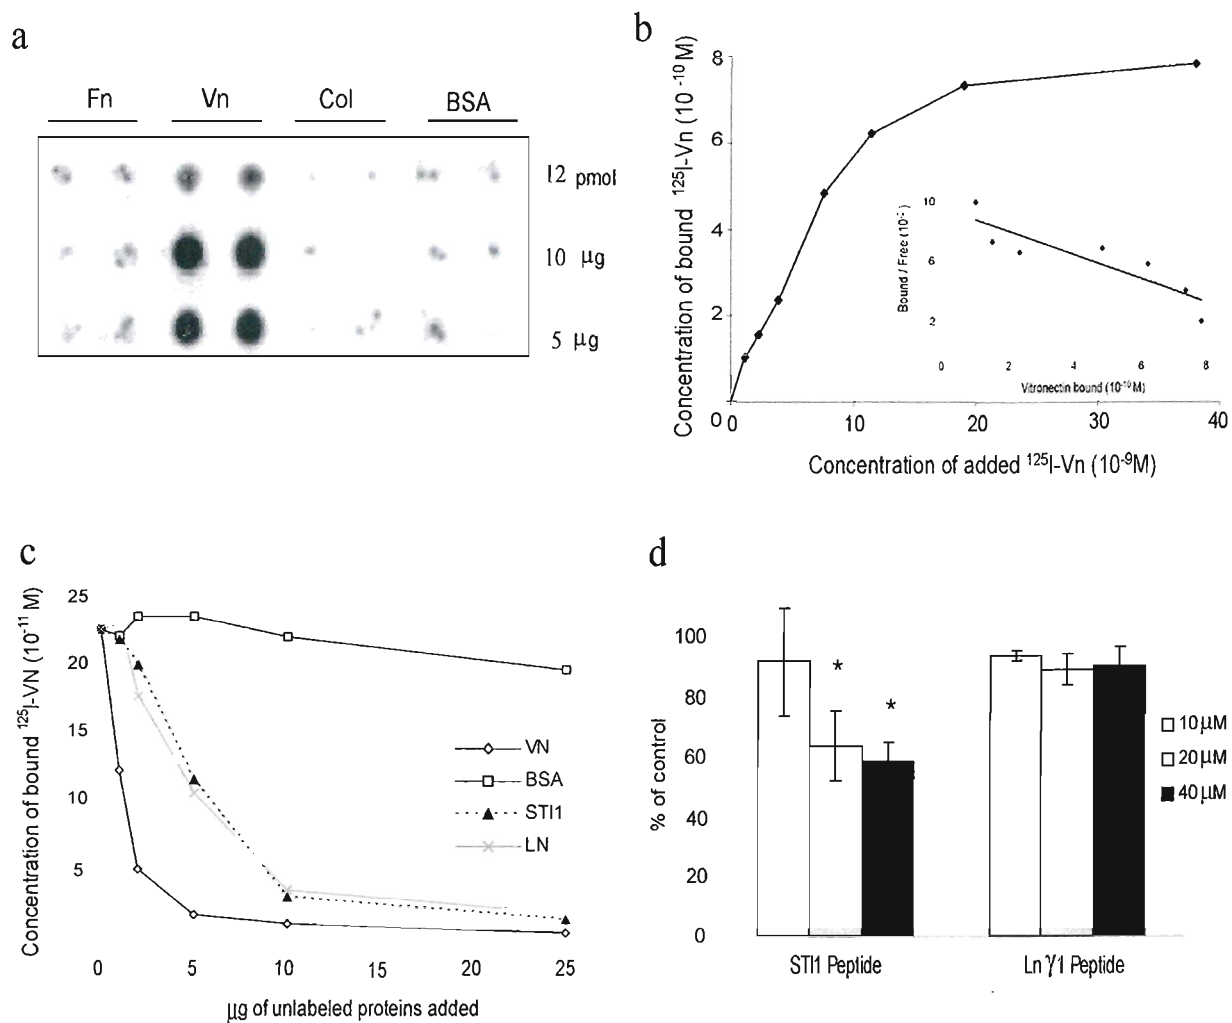 a
Fn Vn Col BSA
12 pmol
10 µg
5 µg
b
Concentration of bound ¹²⁵I-Vn (10⁻¹⁰ M)
8
6
4
2
0
0 10 20 30 40
Concentration of added ¹²⁵I-Vn (10⁻⁹M)
Bound / Free (10⁻²)
10
6
2
0 2 4 6 8
Vitronectin bound (10⁻¹⁰ M)
c
Concentration of bound ¹²⁵I-VN (10⁻¹¹ M)
25
20
15
10
5
0 5 10 15 20 25
µg of unlabeled proteins added
VN
BSA
STI1
LN
d
% of control
100
80
60
40
20
0
* *
STI1 Peptide Ln γ1 Peptide
10 µM
20 µM
40 µM